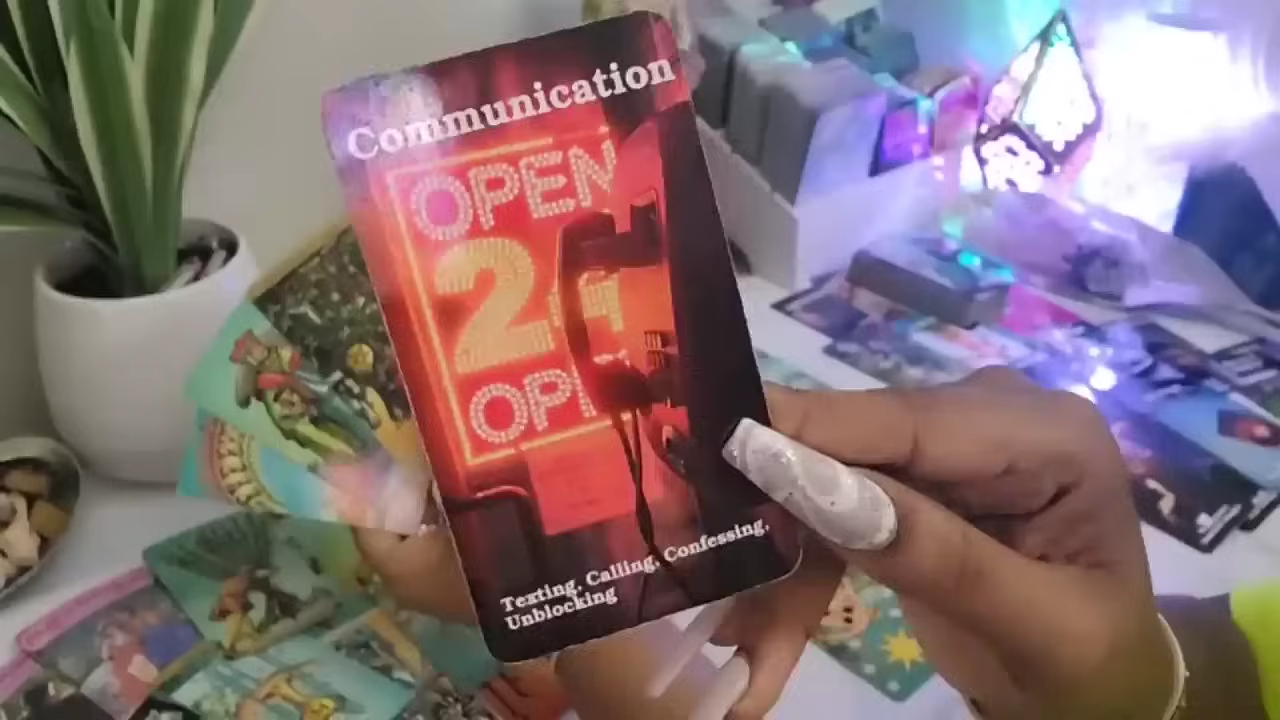 Communication
OPEN
24
OPE
Texting, Calling, Confessing,
Unblocking